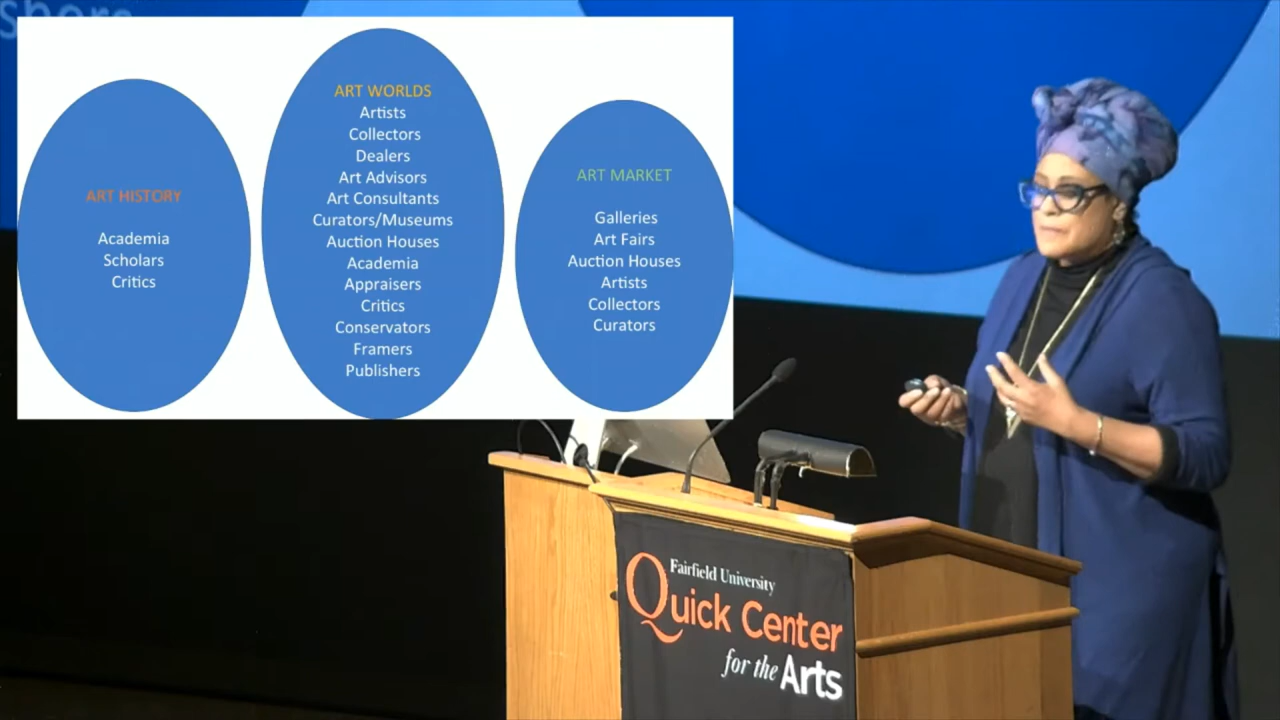 shers
ART HISTORY
Academia
Scholars
Critics
ART WORLDS
Artists
Collectors
Dealers
Art Advisors
Art Consultants
Curators/Museums
Auction Houses
Academia
Appraisers
Critics
Conservators
Framers
Publishers
ART MARKET
Galleries
Art Fairs
Auction Houses
Artists
Collectors
Curators
Fairfield University
Quick Center
for the Arts